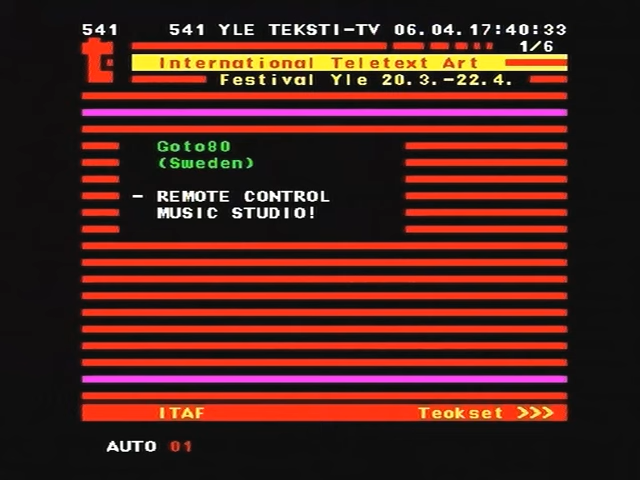 541 541 YLE TEKSTI-TV 06.04.17:40:33
1/6
International Teletext Art
Festival Yle 20.3.-22.4.
Goto80
(Sweden)
- REMOTE CONTROL
MUSIC STUDIO!
ITAF Teokset >>>
AUTO 01